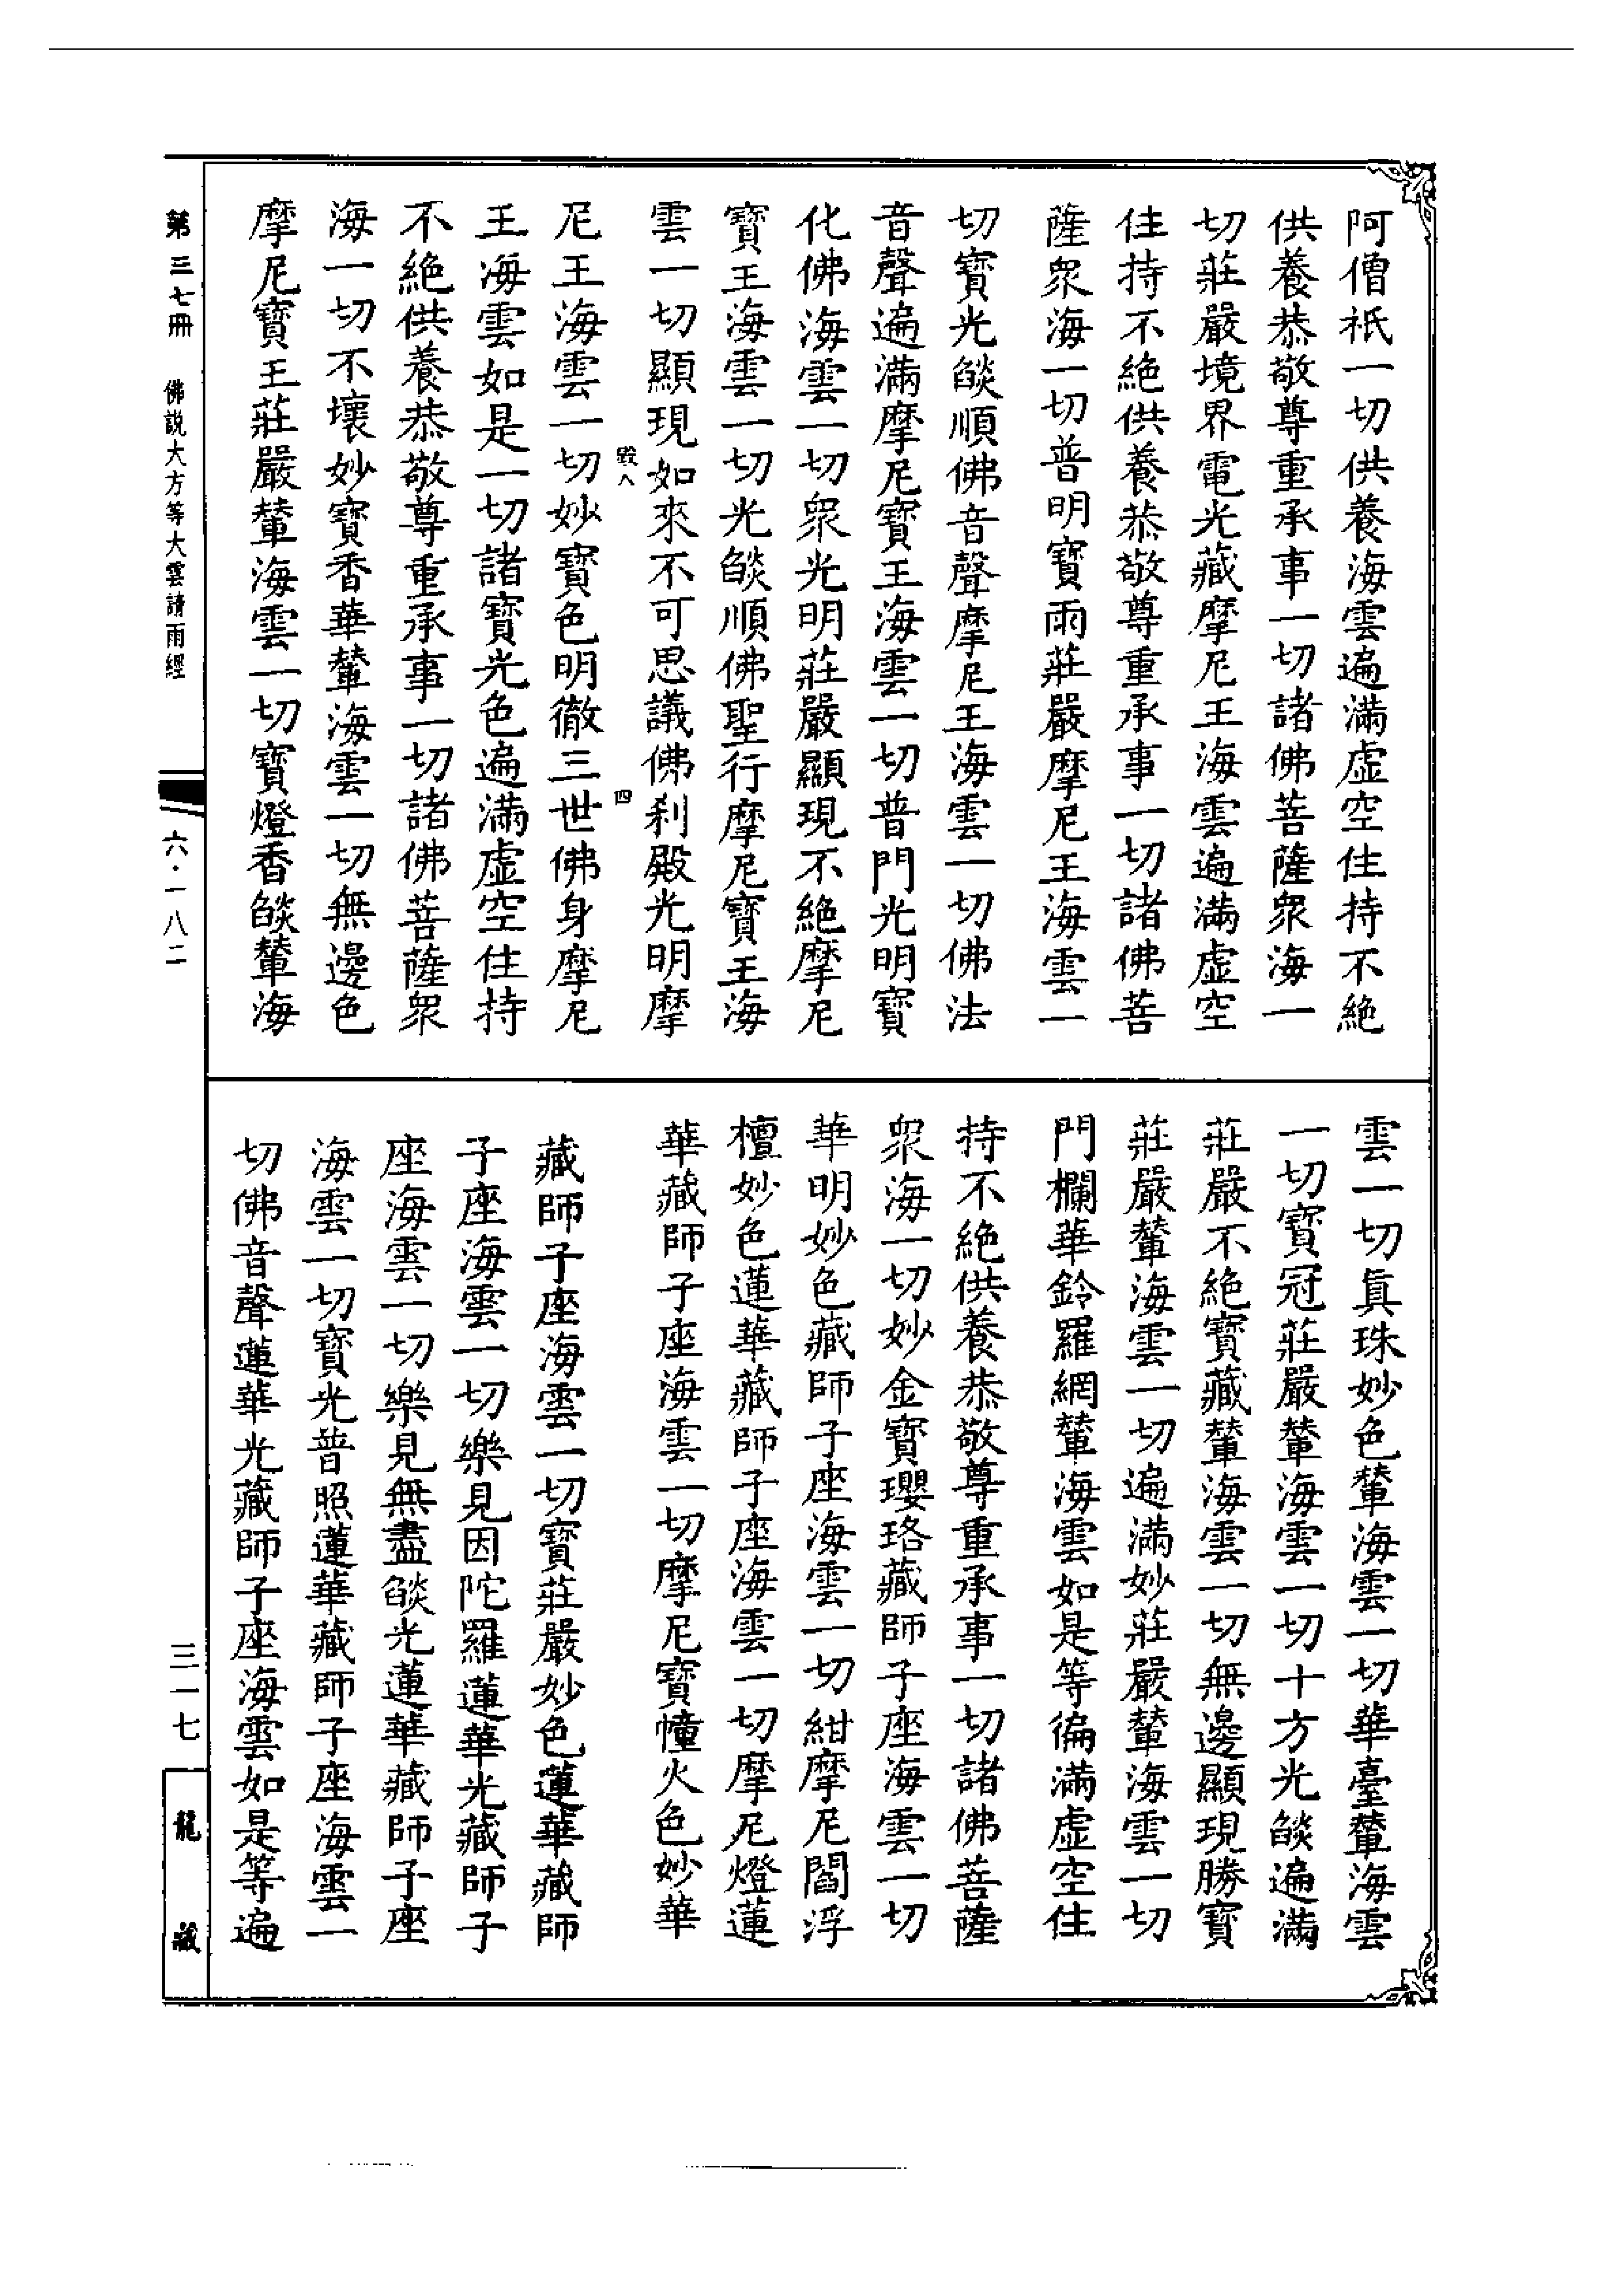 阿僧祇一切供養海雲遍滿虛空住持不絕
供養恭敬尊重承事一切諸佛菩薩衆海一
切莊嚴境界電光藏摩尼王海雲遍滿虛空
住持不絕供養恭敬尊重承事一切諸佛菩
薩衆海一切普明寶雨莊嚴摩尼王海雲一
切寶光燄順佛音聲摩尼王海雲一切佛法
音聲遍滿摩尼寶王海雲一切普門光明寶
化佛海雲一切衆光明莊嚴顯現不絕摩尼
寶王海雲一切光燄順佛聖行摩尼寶王海
雲一切顯現如來不可思議佛刹殿光明摩
毀八 四
尼王海雲一切妙寶色明徹三世佛身摩尼
王海雲如是一切諸寶光色遍滿虛空住持
不絕供養恭敬尊重承事一切諸佛菩薩衆
海一切不壞妙寶香華輦海雲一切無邊色
摩尼寶王莊嚴輦海雲一切寶燈香燄輦海
雲一切眞珠妙色輦海雲一切華臺輦海雲
一切寶冠莊嚴輦海雲一切十方光燄遍滿
莊嚴不絕寶藏輦海雲一切無邊顯現勝寶
莊嚴輦海雲一切遍滿妙莊嚴輦海雲一切
門欄華鈴羅網輦海雲如是等徧滿虛空住
持不絕供養恭敬尊重承事一切諸佛菩薩
衆海一切妙金寶瓔珞藏師子座海雲一切
華明妙色藏師子座海雲一切紺摩尼閻浮
檀妙色蓮華藏師子座海雲一切摩尼燈蓮
華藏師子座海雲一切摩尼寶幢火色妙華
藏師子座海雲一切寶莊嚴妙色蓮華藏師
子座海雲一切樂見因陀羅蓮華光藏師子
座海雲一切樂見無盡燄光蓮華藏師子座
海雲一切寶光普照蓮華藏師子座海雲一
切佛音聲蓮華光藏師子座海雲如是等遍
第三七冊 佛説大方等大雲請雨經
六·一八二
三一七
龍藏